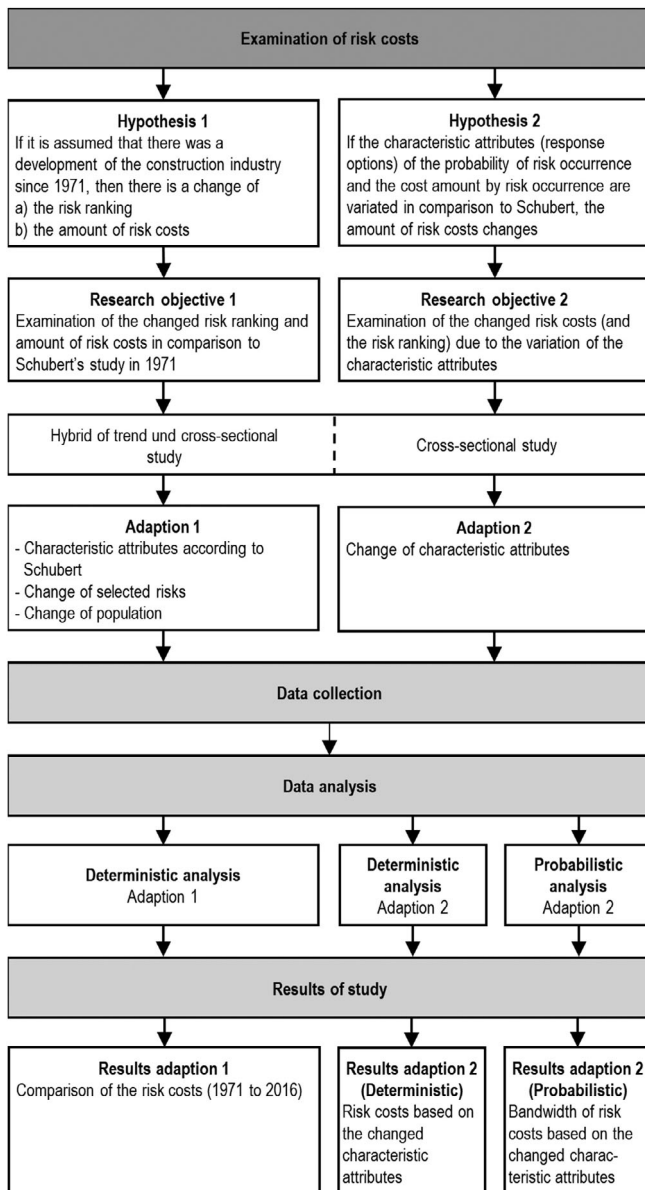 Examination of risk costs
Hypothesis 1
If it is assumed that there was a
development of the construction industry
since 1971, then there is a change of
a) the risk ranking
b) the amount of risk costs
Hypothesis 2
If the characteristic attributes (response
options) of the probability of risk occurrence
and the cost amount by risk occurrence are
variated in comparison to Schubert, the
amount of risk costs changes
Research objective 1
Examination of the changed risk ranking and
amount of risk costs in comparison to
Schubert's study in 1971
Research objective 2
Examination of the changed risk costs (and
the risk ranking) due to the variation of the
characteristic attributes
Hybrid of trend und cross-sectional
study
Cross-sectional study
Adaption 1
- Characteristic attributes according to
Schubert
- Change of selected risks
- Change of population
Adaption 2
Change of characteristic attributes
Data collection
Data analysis
Deterministic analysis
Adaption 1
Deterministic
analysis
Adaption 2
Probabilistic
analysis
Adaption 2
Results of study
Results adaption 1
Comparison of the risk costs (1971 to 2016)
Results adaption 2
(Deterministic)
Risk costs based on
the changed
characteristic
attributes
Results adaption 2
(Probabilistic)
Bandwidth of risk
costs based on the
changed charac-
teristic attributes